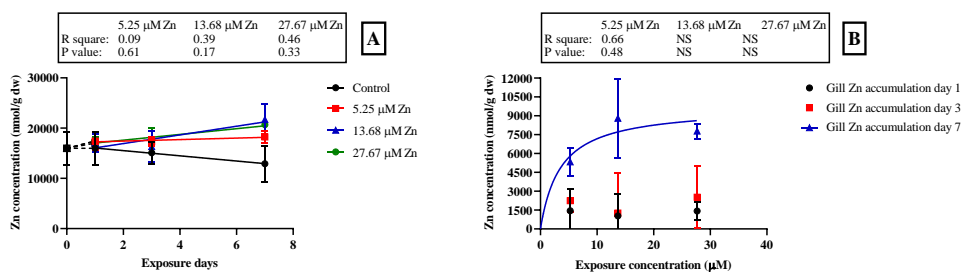 5.25 µM Zn 13.68 µM Zn 27.67 µM Zn
R square: 0.09 0.39 0.46
P value: 0.61 0.17 0.33
A
Zn concentration (nmol/g dw)
30000
20000
10000
0
0 2 4 6 8
Exposure days
Control
5.25 µM Zn
13.68 µM Zn
27.67 µM Zn
5.25 µM Zn 13.68 µM Zn 27.67 µM Zn
R square: 0.66 NS NS
P value: 0.48 NS NS
B
Zn concentration (nmol/g dw)
12000
10500
9000
7500
6000
4500
3000
1500
0
0 10 20 30 40
Exposure concentration (µM)
Gill Zn accumulation day 1
Gill Zn accumulation day 3
Gill Zn accumulation day 7